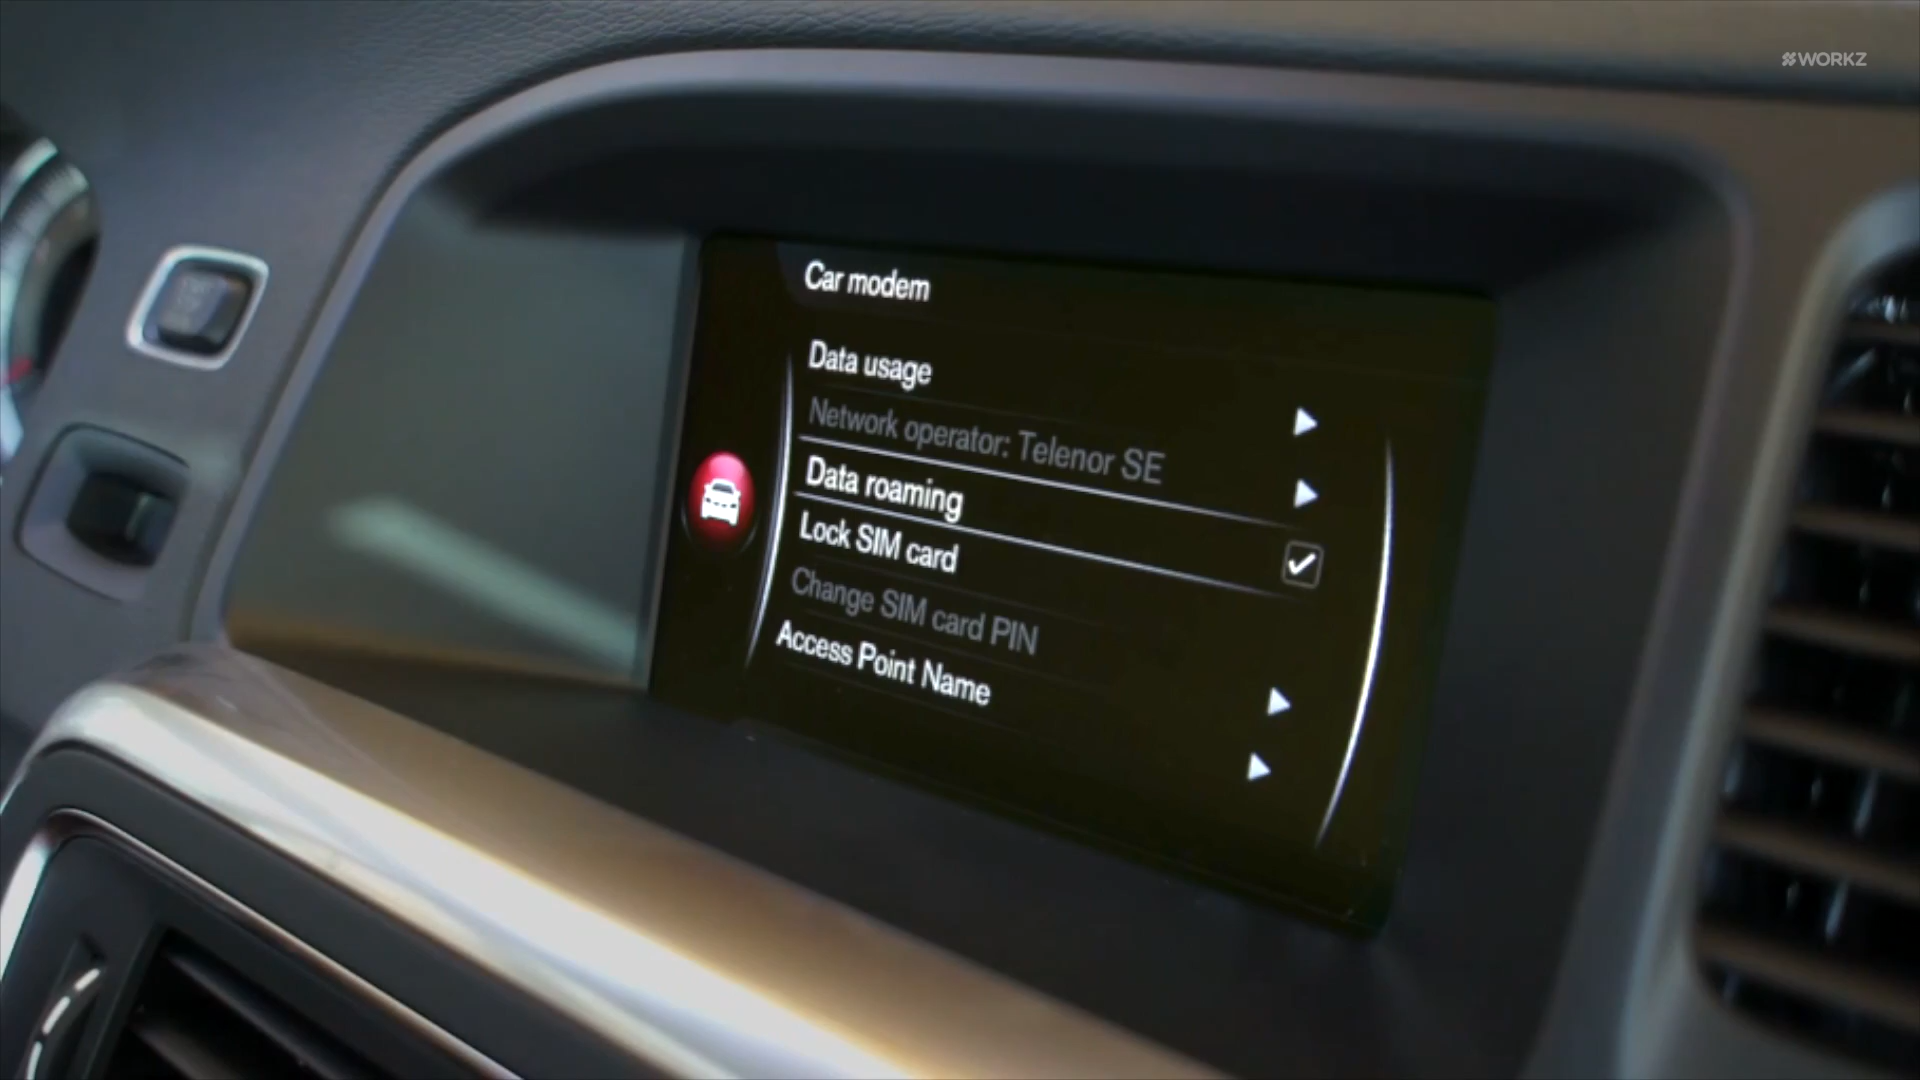 WORKZ
Car modem
Data usage
Network operator: Telenor SE
Data roaming
Lock SIM card
Change SIM card PIN
Access Point Name